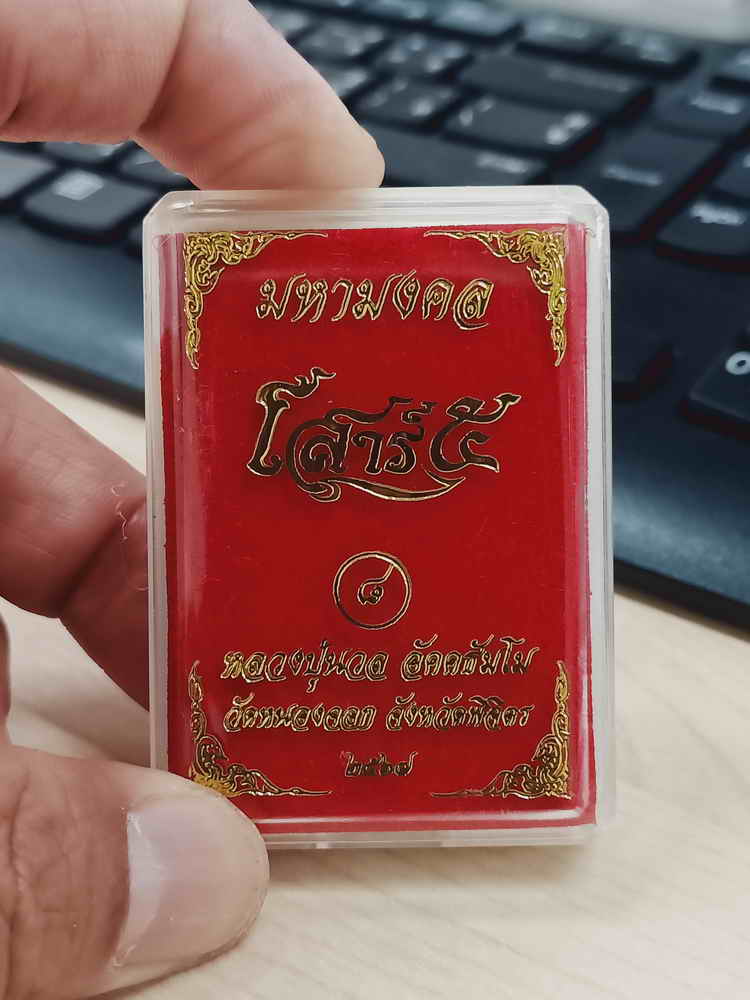 มหามงคล
โสาร์ ๕
๘
หลวงปู่นวล อัคคธัมโม
วัดหนองจอก จังหวัดพิจิตร
๒๕๖๗